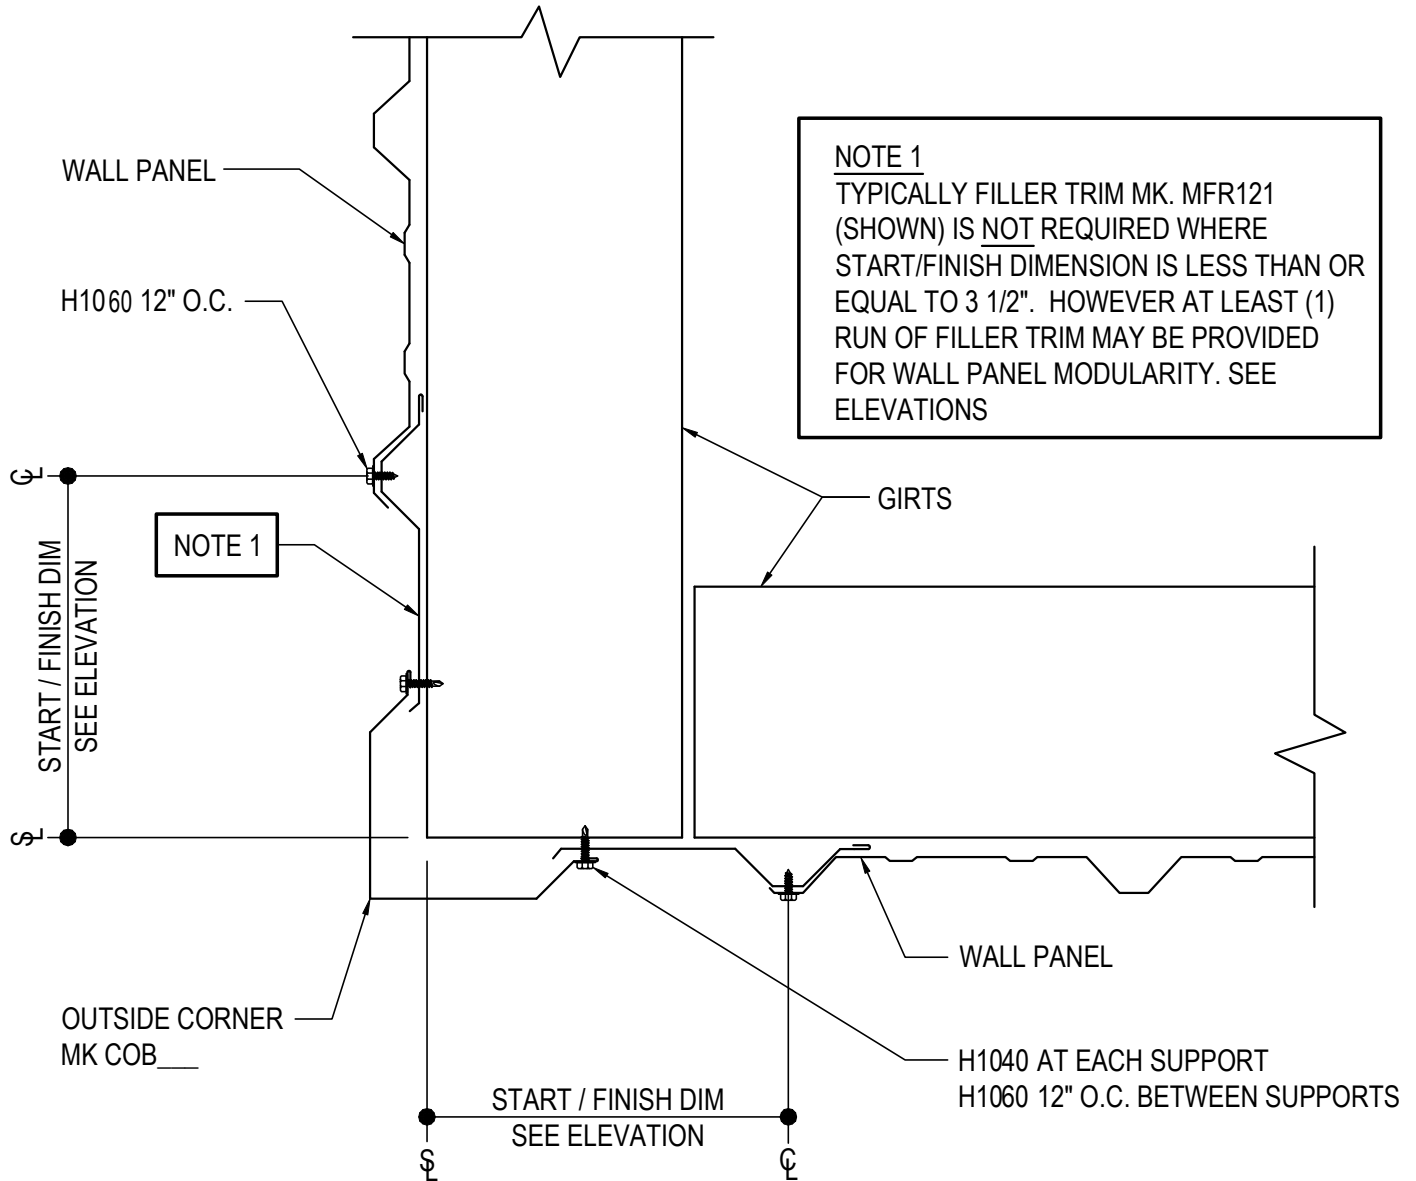 WALL PANEL
NOTE 1
TYPICALLY FILLER TRIM MK. MFR121
(SHOWN) IS NOT REQUIRED WHERE
START/FINISH DIMENSION IS LESS THAN OR
EQUAL TO 3 1/2". HOWEVER AT LEAST (1)
RUN OF FILLER TRIM MAY BE PROVIDED
FOR WALL PANEL MODULARITY. SEE
ELEVATIONS
H1060 12" O.C.
GIRTS
℄
NOTE 1
START / FINISH DIM
SEE ELEVATION
SL
WALL PANEL
OUTSIDE CORNER
MK COB___
H1040 AT EACH SUPPORT
H1060 12" O.C. BETWEEN SUPPORTS
START / FINISH DIM
SEE ELEVATION
SL
℄